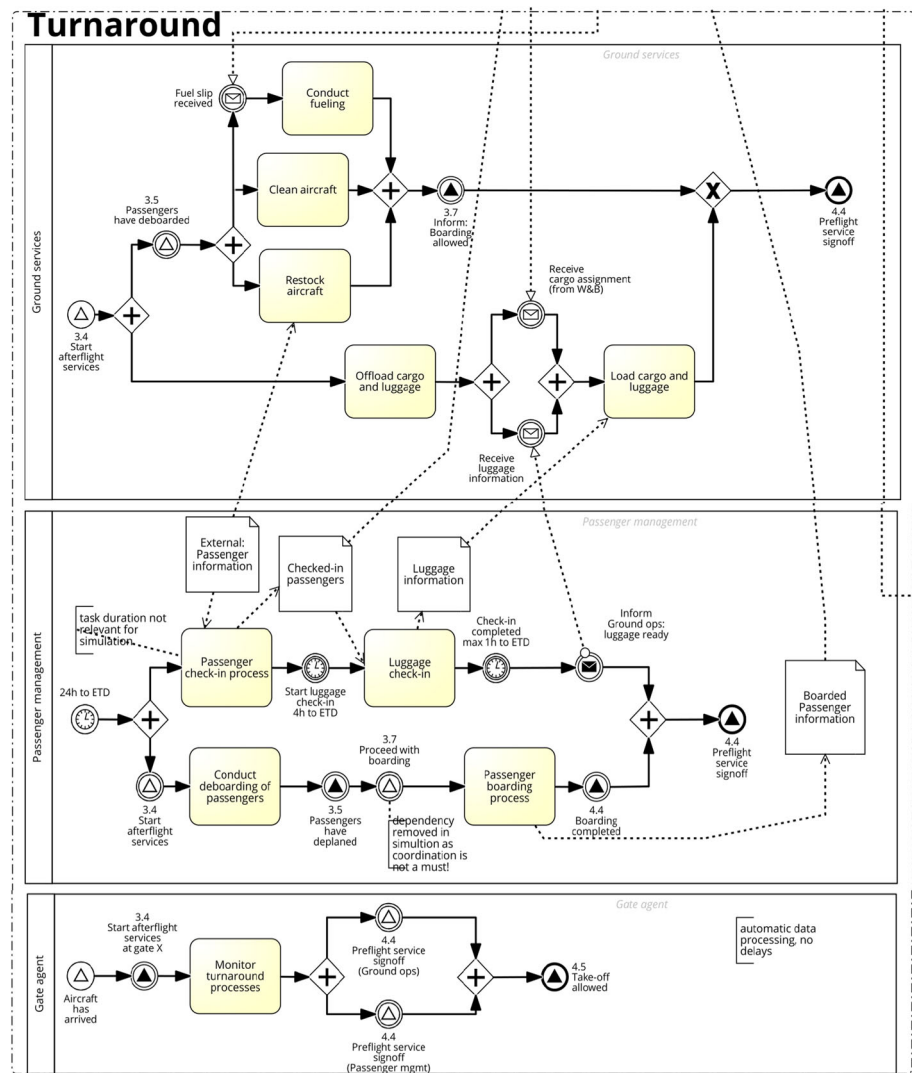 Turnaround
Ground services
Ground services
Fuel slip
received
Conduct
fueling
Clean aircraft
3.5
Passengers
have deboarded
3.7
Inform:
Boarding
allowed
4.4
Preflight
service
signoff
Restock
aircraft
Receive
cargo assignment
(from W&B)
3.4
Start
afterflight
services
Offload cargo
and luggage
Load cargo and
luggage
Receive
luggage
information
Passenger management
Passenger management
External:
Passenger
information
Checked-in
passengers
Luggage
information
task duration not
relevant for
simulation
Check-in
completed
max 1h to ETD
Inform
Ground ops:
luggage ready
Passenger
check-in process
Start luggage
check-in
4h to ETD
Luggage
check-in
24h to ETD
Boarded
Passenger
information
4.4
Preflight
service
signoff
3.4
Start
afterflight
services
Conduct
deboarding of
passengers
3.5
Passengers
have
deplaned
3.7
Proceed with
boarding
Passenger
boarding
process
4.4
Boarding
completed
dependency
removed in
simultion as
coordination is
not a must!
Gate agent
Gate agent
Aircraft
has
arrived
3.4
Start afterflight
services
at gate X
Monitor
turnaround
processes
4.4
Preflight service
signoff
(Ground ops)
4.4
Preflight service
signoff
(Passenger mgmt)
4.5
Take-off
allowed
automatic data
processing, no
delays